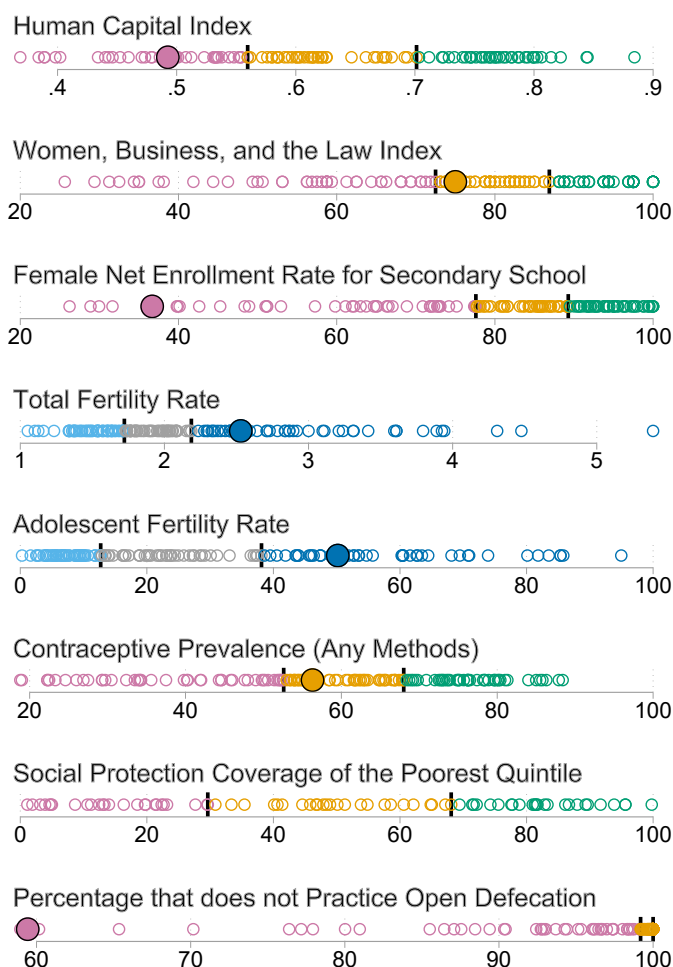 Human Capital Index
.4 .5 .6 .7 .8 .9
Women, Business, and the Law Index
20 40 60 80 100
Female Net Enrollment Rate for Secondary School
20 40 60 80 100
Total Fertility Rate
1 2 3 4 5
Adolescent Fertility Rate
0 20 40 60 80 100
Contraceptive Prevalence (Any Methods)
20 40 60 80 100
Social Protection Coverage of the Poorest Quintile
0 20 40 60 80 100
Percentage that does not Practice Open Defecation
60 70 80 90 100